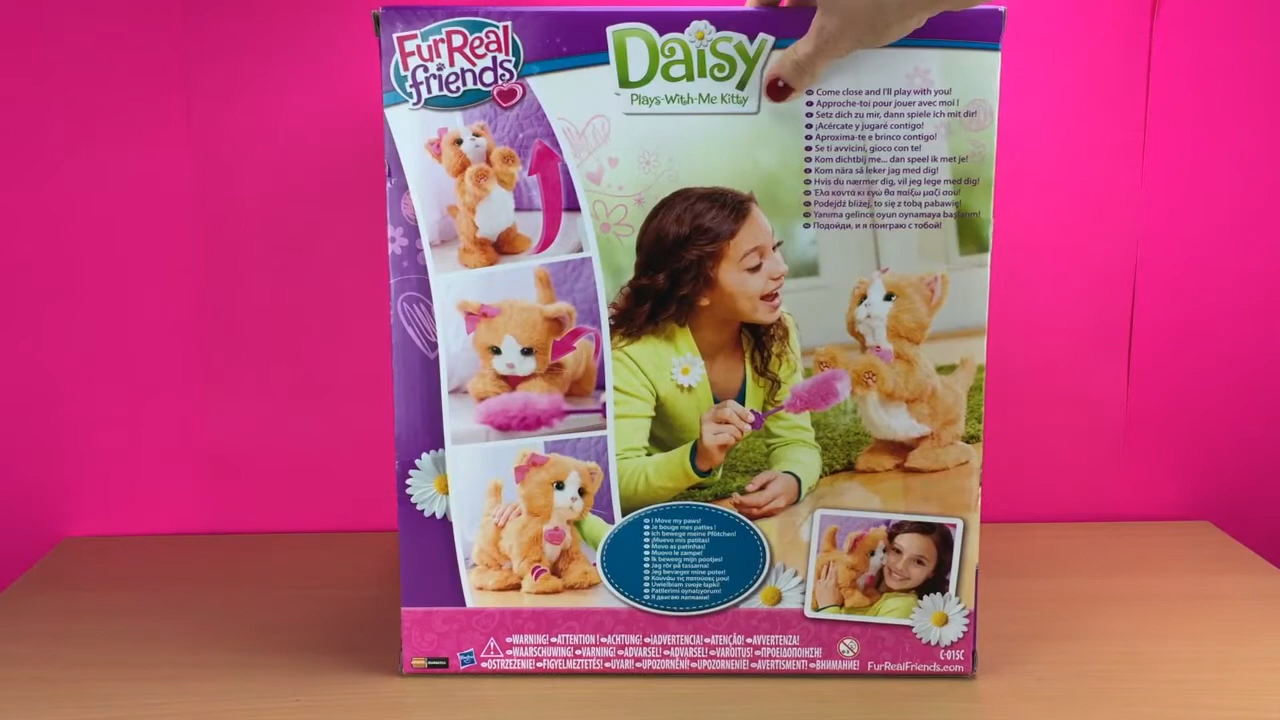 FurReal
friends
Daisy
Plays-With-Me Kitty
Come close and I'll play with you!
Approche-toi pour jouer avec moi !
Setz dich zu mir, dann spiele ich mit dir!
¡Acércate y jugaré contigo!
Aproxima-te e brinco contigo!
Se ti avvicini, gioco con te!
Kom dichtbij me... dan speel ik met je!
Kom nära så leker jag med dig!
Hvis du nærmer dig, vil jeg lege med dig!
Έλα κοντά κι εγώ θα παίξω μαζί σου!
Podejdź bliżej, to się z tobą pobawię!
Yanıma gelince oyun oynamaya başlarım!
Подойди, и я поиграю с тобой!
I Move my paws!
Je bouge mes pattes !
Ich bewege meine Pfötchen!
¡Muevo mis patitas!
Movo as patinhas!
Muovo le zampe!
Ik beweeg mijn pootjes!
Jag rör på tassarna!
Jeg bevæger mine poter!
Κουνάω τις πατούσες μου!
Uwielbiam swoje łapki!
Patilerimi oynatıyorum!
Я двигаю лапками!
WARNING! ATTENTION ! ACHTUNG! ¡ADVERTENCIA! ATENÇÃO! AVVERTENZA!
WAARSCHUWING! VARNING! ADVARSEL! ADVARSEL! VAROITUS! ΠΡΟΕΙΔΟΠΟΙΗΣΗ!
OSTRZEŻENIE! FIGYELMEZTETÉS! UYARI! UPOZORNĚNÍ! UPOZORNENIE! AVERTISMENT! ВНИМАНИЕ!
C-015C
FurRealFriends.com